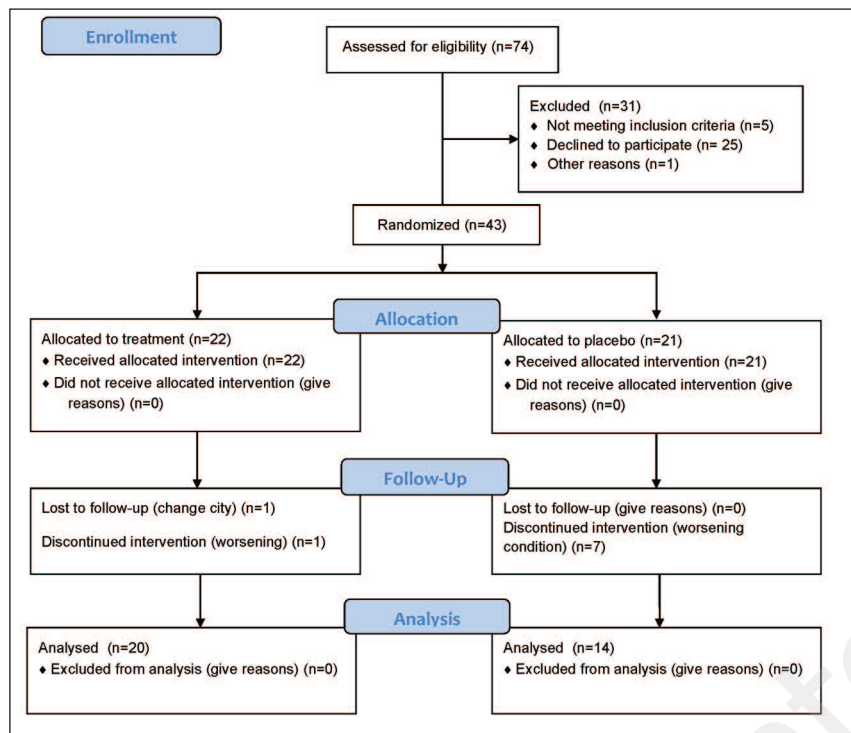 Enrollment
Assessed for eligibility (n=74)
Excluded (n=31)
♦ Not meeting inclusion criteria (n=5)
♦ Declined to participate (n= 25)
♦ Other reasons (n=1)
Randomized (n=43)
Allocation
Allocated to treatment (n=22)
♦ Received allocated intervention (n=22)
♦ Did not receive allocated intervention (give
reasons) (n=0)
Allocated to placebo (n=21)
♦ Received allocated intervention (n=21)
♦ Did not receive allocated intervention (give
reasons) (n=0)
Follow-Up
Lost to follow-up (change city) (n=1)
Discontinued intervention (worsening) (n=1)
Lost to follow-up (give reasons) (n=0)
Discontinued intervention (worsening
condition) (n=7)
Analysis
Analysed (n=20)
♦ Excluded from analysis (give reasons) (n=0)
Analysed (n=14)
♦ Excluded from analysis (give reasons) (n=0)